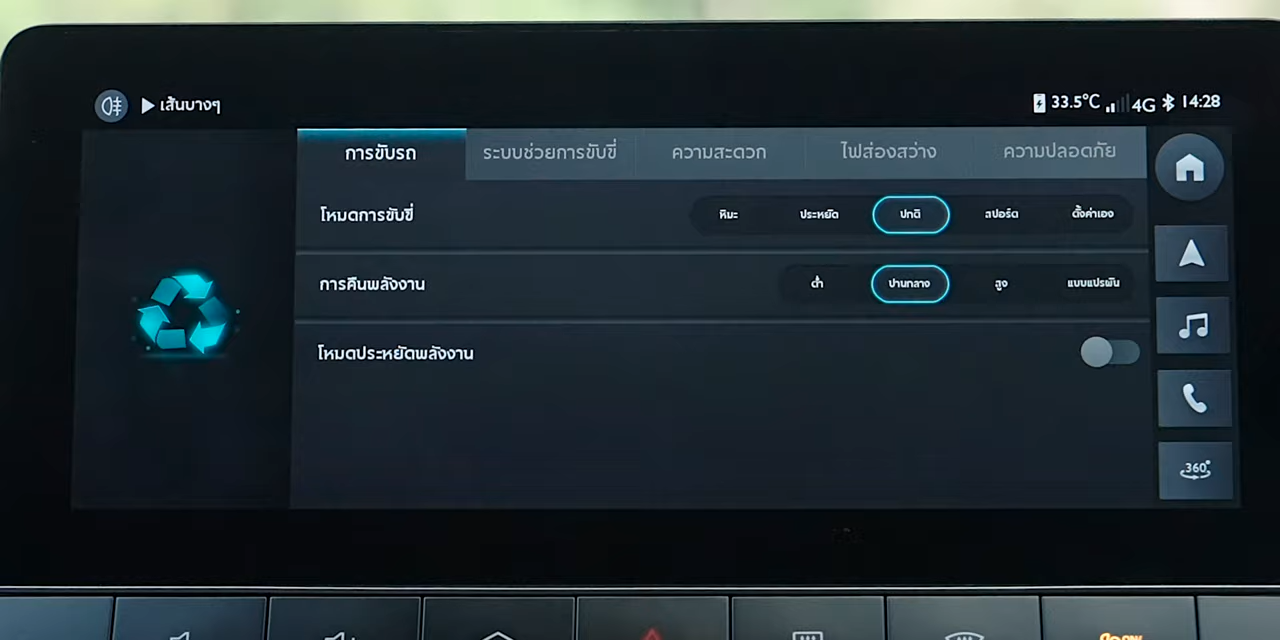 เส้นบางๆ
33.5°C 4G 14:28
การขับรถ ระบบช่วยการขับขี่ ความสะดวก ไฟส่องสว่าง ความปลอดภัย
โหมดการขับขี่ หิมะ ประหยัด ปกติ สปอร์ต ตั้งค่าเอง
การคืนพลังงาน ต่ำ ปานกลาง สูง แบบแปรผัน
โหมดประหยัดพลังงาน
360°